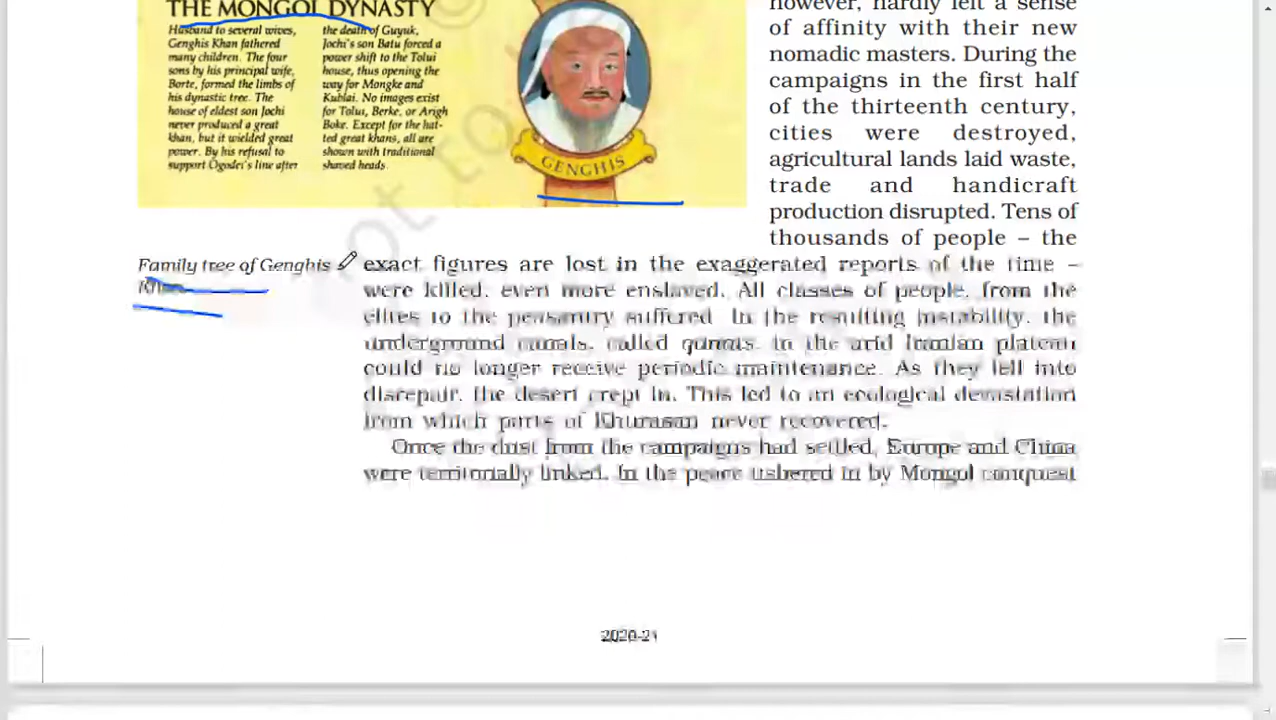 THE MONGOL DYNASTY
Husband to several wives,
Genghis Khan fathered
many children. The four
sons by his principal wife,
Borte, formed the limbs of
his dynastic tree. The
house of eldest son Jochi
never produced a great
khan, but it wielded great
power. By his refusal to
support Ogodei's line after
the death of Guyuk,
Jochi's son Batu forced a
power shift to the Tolui
house, thus opening the
way for Mongke and
Kublai. No images exist
for Tolui, Berke, or Arigh
Boke. Except for the hat-
ted great khans, all are
shown with traditional
shaved heads.
GENGHIS
Family tree of Genghis
Khan
however, hardly felt a sense
of affinity with their new
nomadic masters. During the
campaigns in the first half
of the thirteenth century,
cities were destroyed,
agricultural lands laid waste,
trade and handicraft
production disrupted. Tens of
thousands of people – the
exact figures are lost in the exaggerated reports of the time –
were killed, even more enslaved. All classes of people, from the
elites to the peasantry suffered. In the resulting instability, the
underground canals, called qanats, in the arid Iranian plateau
could no longer receive periodic maintenance. As they fell into
disrepair, the desert crept in. This led to an ecological devastation
from which parts of Khurasan never recovered.
Once the dust from the campaigns had settled, Europe and China
were territorially linked. In the peace ushered in by Mongol conquest
2020-21